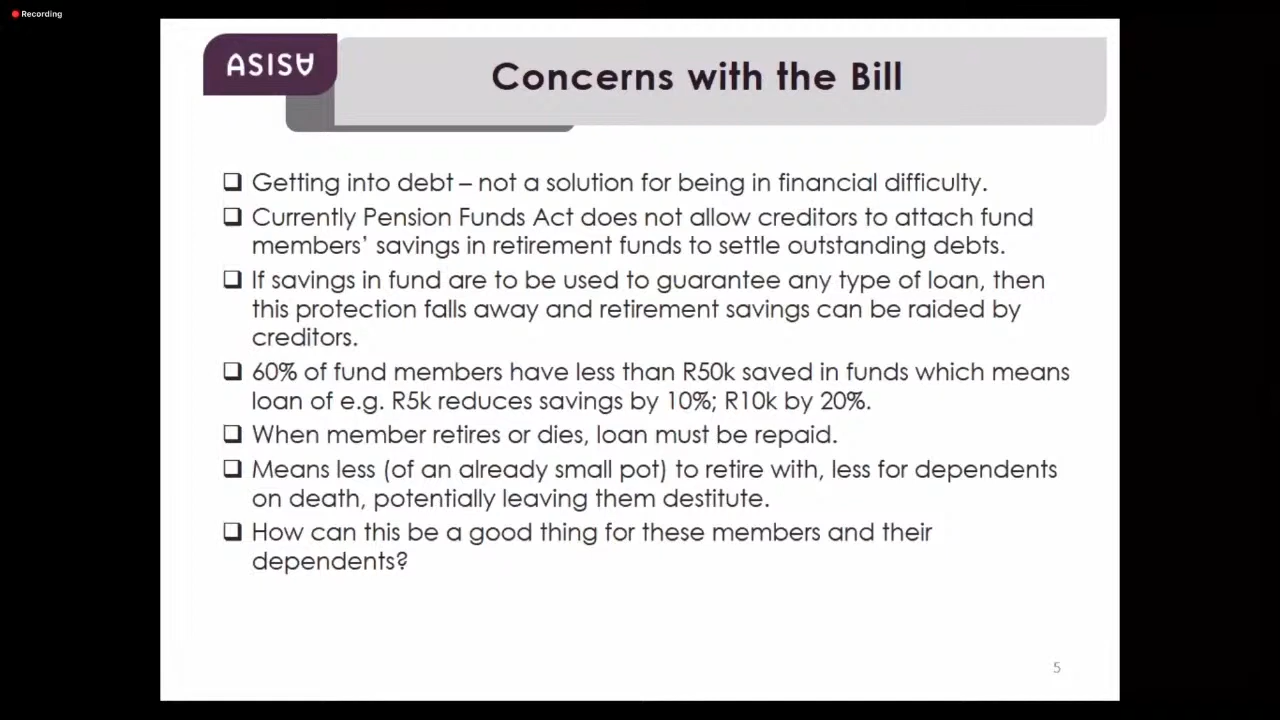 Recording
ASISA
Concerns with the Bill
❑ Getting into debt – not a solution for being in financial difficulty.
❑ Currently Pension Funds Act does not allow creditors to attach fund
members’ savings in retirement funds to settle outstanding debts.
❑ If savings in fund are to be used to guarantee any type of loan, then
this protection falls away and retirement savings can be raided by
creditors.
❑ 60% of fund members have less than R50k saved in funds which means
loan of e.g. R5k reduces savings by 10%; R10k by 20%.
❑ When member retires or dies, loan must be repaid.
❑ Means less (of an already small pot) to retire with, less for dependents
on death, potentially leaving them destitute.
❑ How can this be a good thing for these members and their
dependents?
5